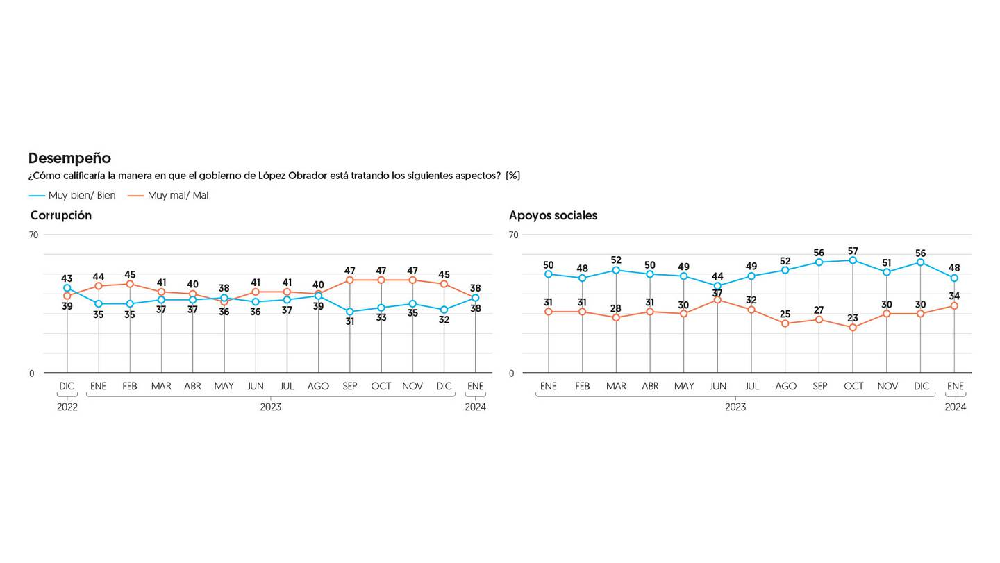 Desempeño
¿Cómo calificaría la manera en que el gobierno de López Obrador está tratando los siguientes aspectos? (%)
Muy bien/ Bien Muy mal/ Mal
Corrupción
70
43 44 45 41 40 38 41 41 40 47 47 47 45 38
39 35 35 37 37 36 36 37 39 31 33 35 32 38
0
DIC ENE FEB MAR ABR MAY JUN JUL AGO SEP OCT NOV DIC ENE
2022 2023 2024
Apoyos sociales
70
50 48 52 50 49 44 49 52 56 57 51 56 48
31 31 28 31 30 37 32 25 27 23 30 30 34
0
ENE FEB MAR ABR MAY JUN JUL AGO SEP OCT NOV DIC ENE
2023 2024